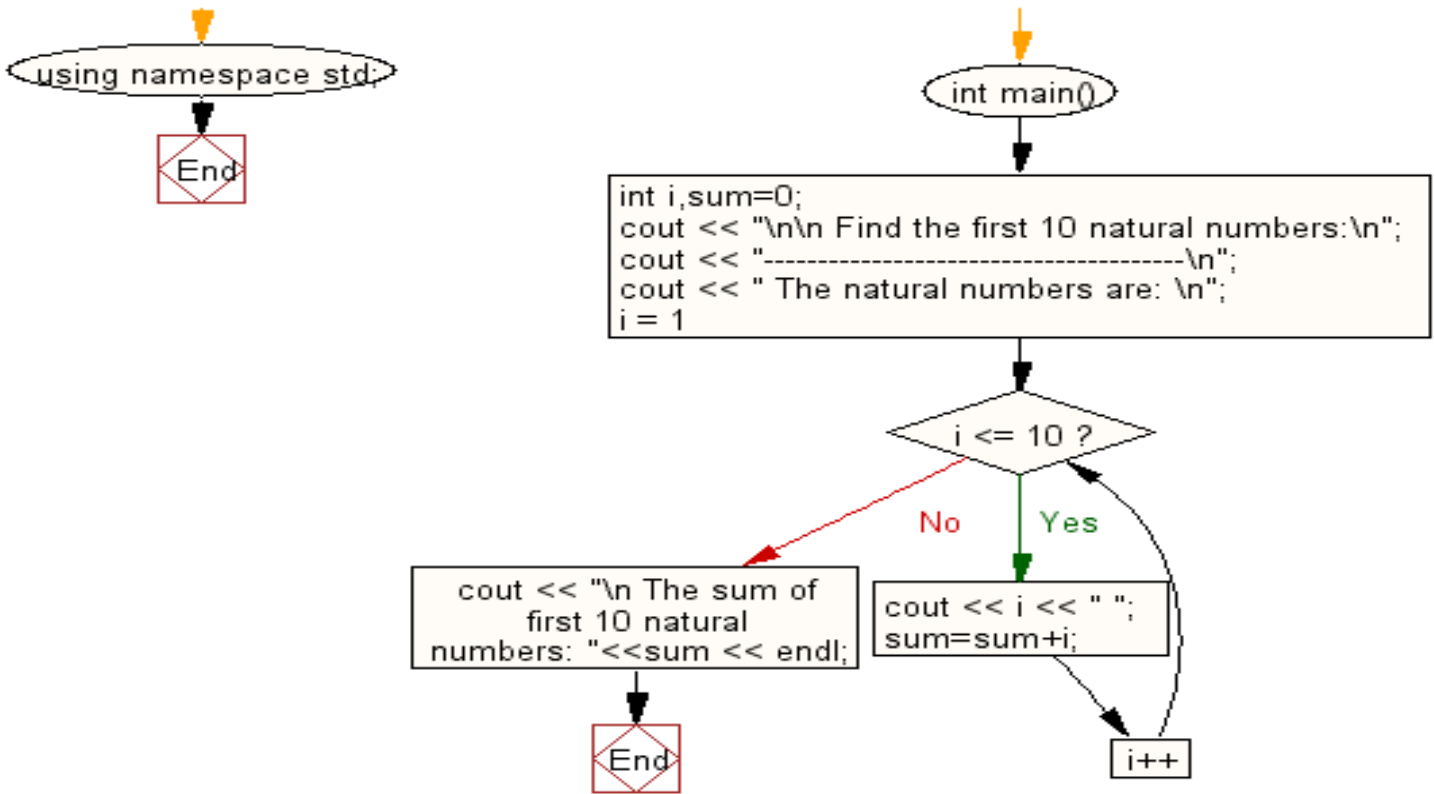 using namespace std;
End
int main()
int i,sum=0;
cout << "\n\n Find the first 10 natural numbers:\n";
cout << "---------------------------------------\n";
cout << " The natural numbers are: \n";
i = 1
i <= 10 ?
No
Yes
cout << "\n The sum of
first 10 natural
numbers: "<<sum << endl;
cout << i << " ";
sum=sum+i;
End
i++